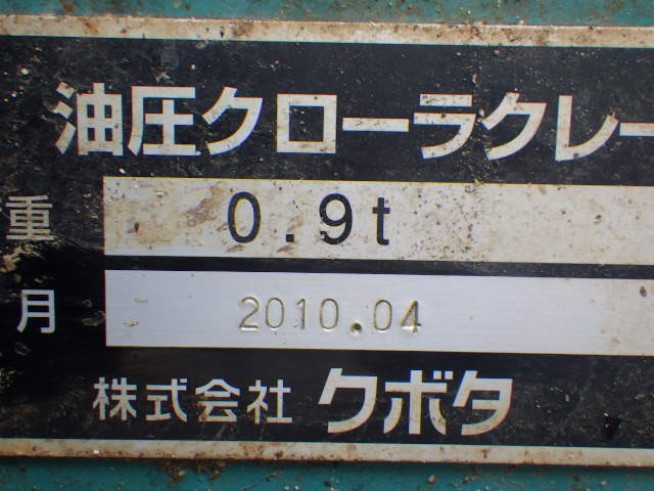 油圧クローラクレー
重 0.9t
月 2010.04
株式会社 クボタ